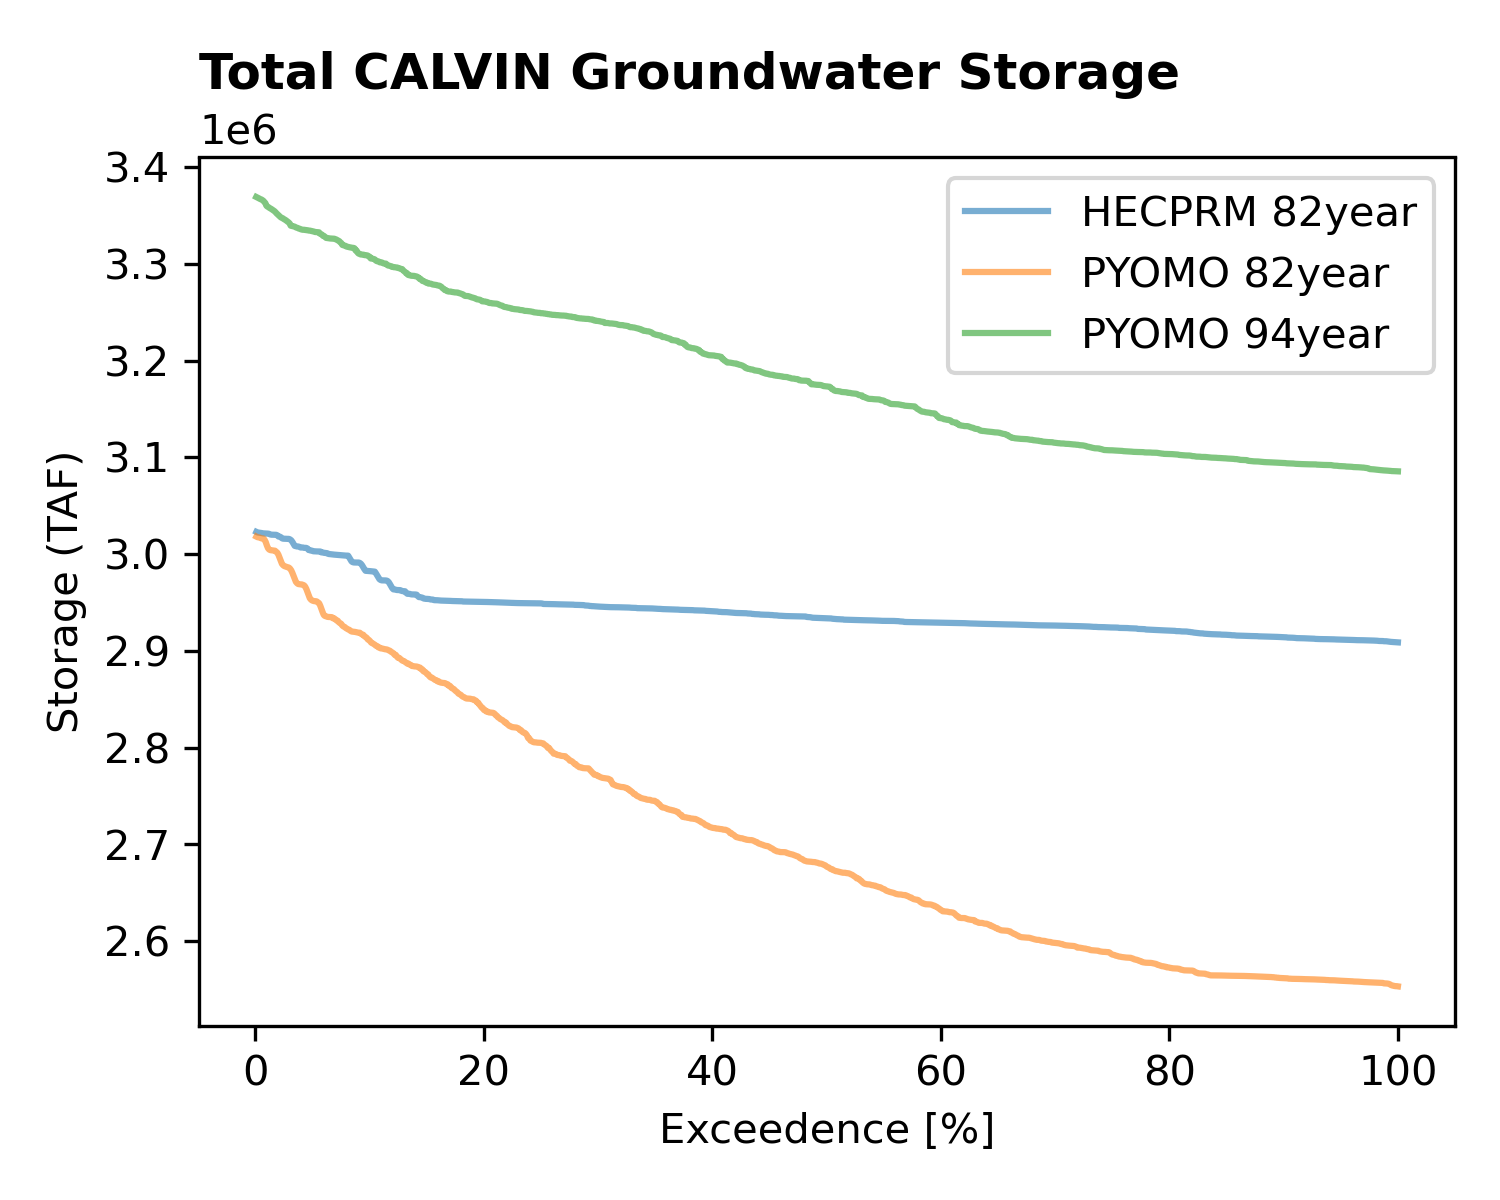 Total CALVIN Groundwater Storage
1e6
3.4
3.3
3.2
3.1
3.0
2.9
2.8
2.7
2.6
Storage (TAF)
HECPRM 82year
PYOMO 82year
PYOMO 94year
0 20 40 60 80 100
Exceedence [%]